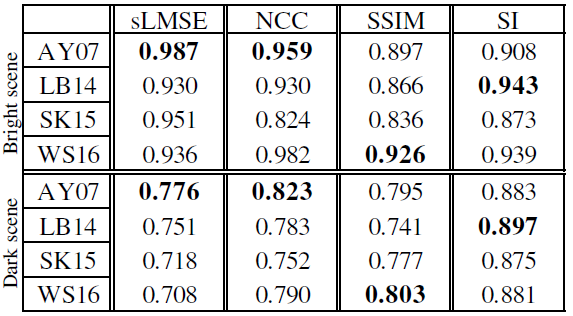 sLMSE NCC SSIM SI
Bright scene
AY07 0.987 0.959 0.897 0.908
LB14 0.930 0.930 0.866 0.943
SK15 0.951 0.824 0.836 0.873
WS16 0.936 0.982 0.926 0.939
Dark scene
AY07 0.776 0.823 0.795 0.883
LB14 0.751 0.783 0.741 0.897
SK15 0.718 0.752 0.777 0.875
WS16 0.708 0.790 0.803 0.881